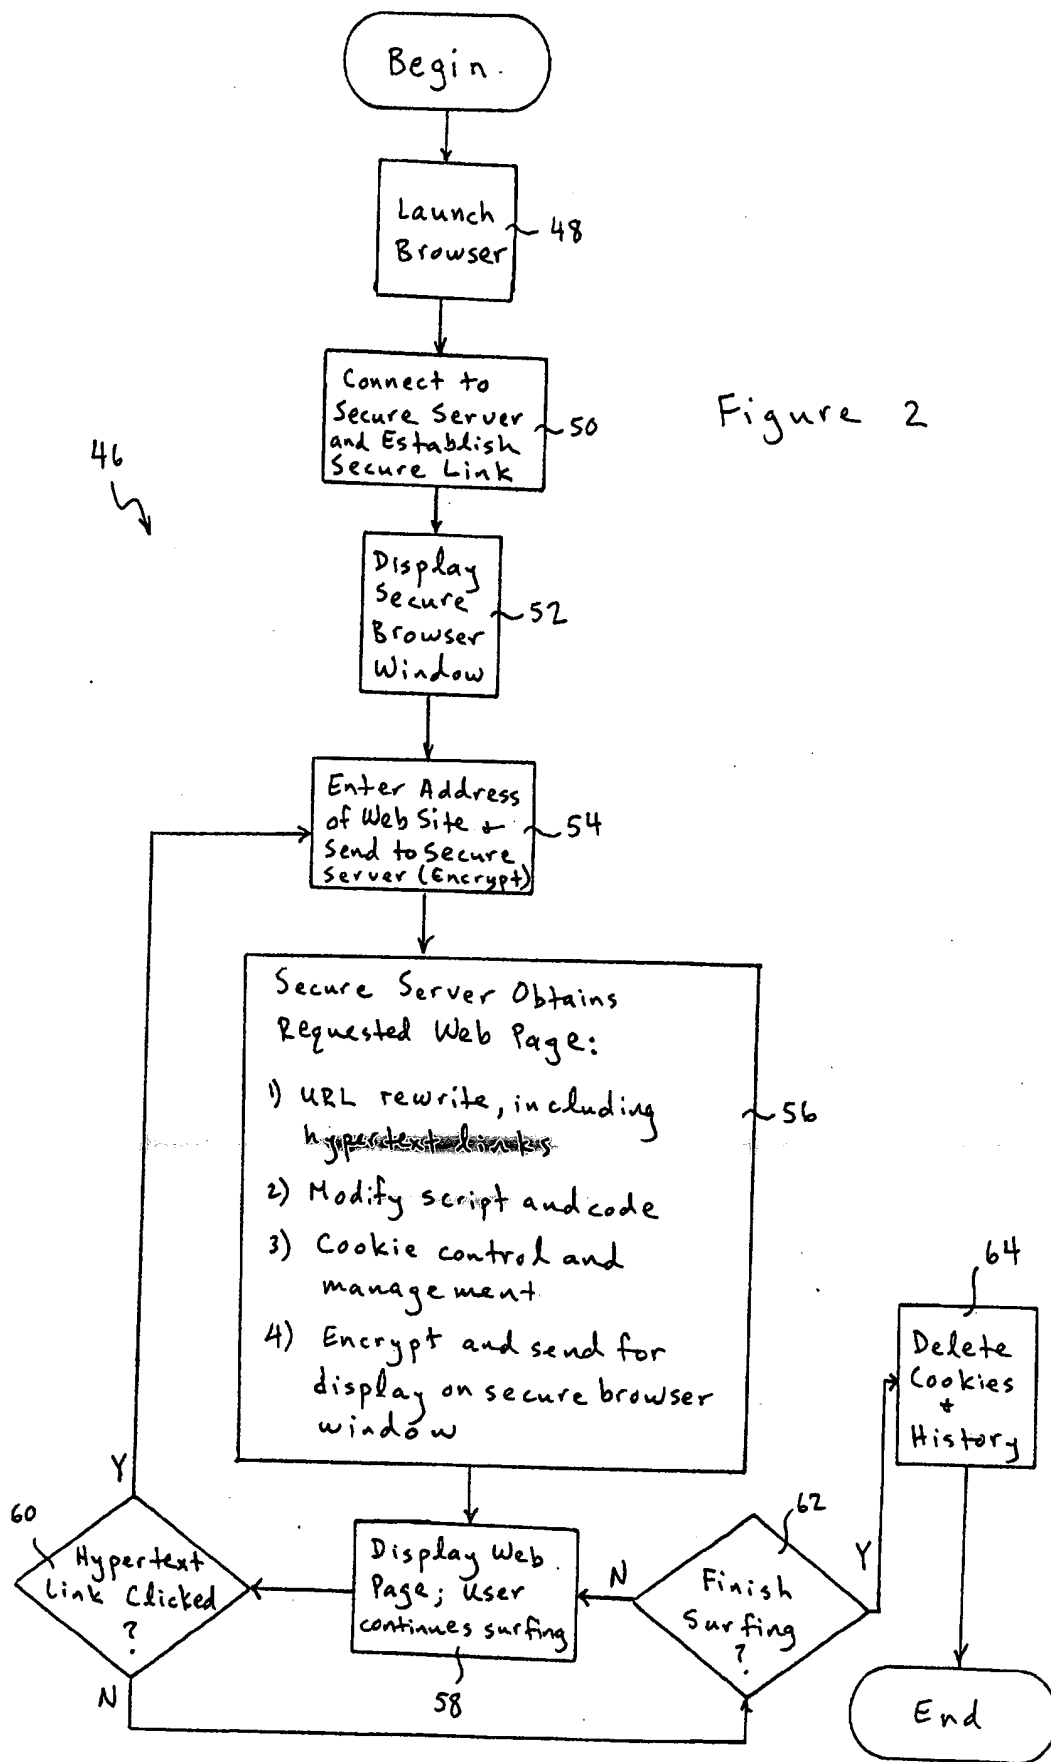 Begin.
Launch
Browser
48
Connect to
Secure Server
and Establish
Secure Link
50
Figure 2
46
Display
Secure
Browser
Window
52
Enter Address
of Web Site &
Send to Secure
Server (Encrypt)
54
Secure Server Obtains
Requested Web Page:
1) URL rewrite, including
hypertext links
2) Modify script and code
3) Cookie control and
management
4) Encrypt and send for
display on secure browser
window
56
64
Delete
Cookies
&
History
Y
60
Hypertext
Link Clicked
?
N
Display Web
Page; User
continues surfing
58
N
62
Finish
Surfing
?
Y
End